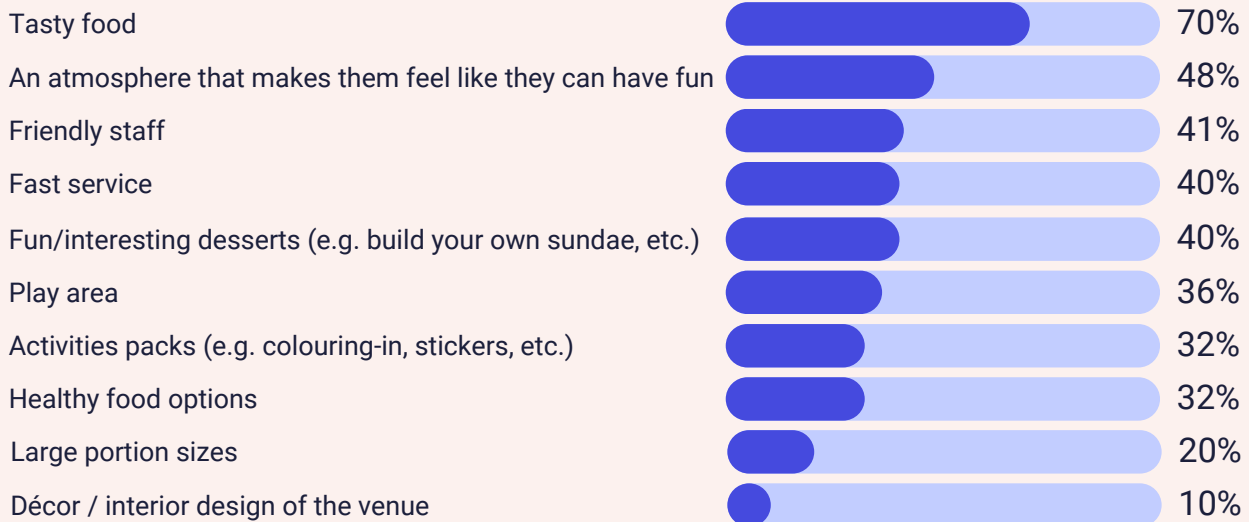 Tasty food 70%
An atmosphere that makes them feel like they can have fun 48%
Friendly staff 41%
Fast service 40%
Fun/interesting desserts (e.g. build your own sundae, etc.) 40%
Play area 36%
Activities packs (e.g. colouring-in, stickers, etc.) 32%
Healthy food options 32%
Large portion sizes 20%
Décor / interior design of the venue 10%